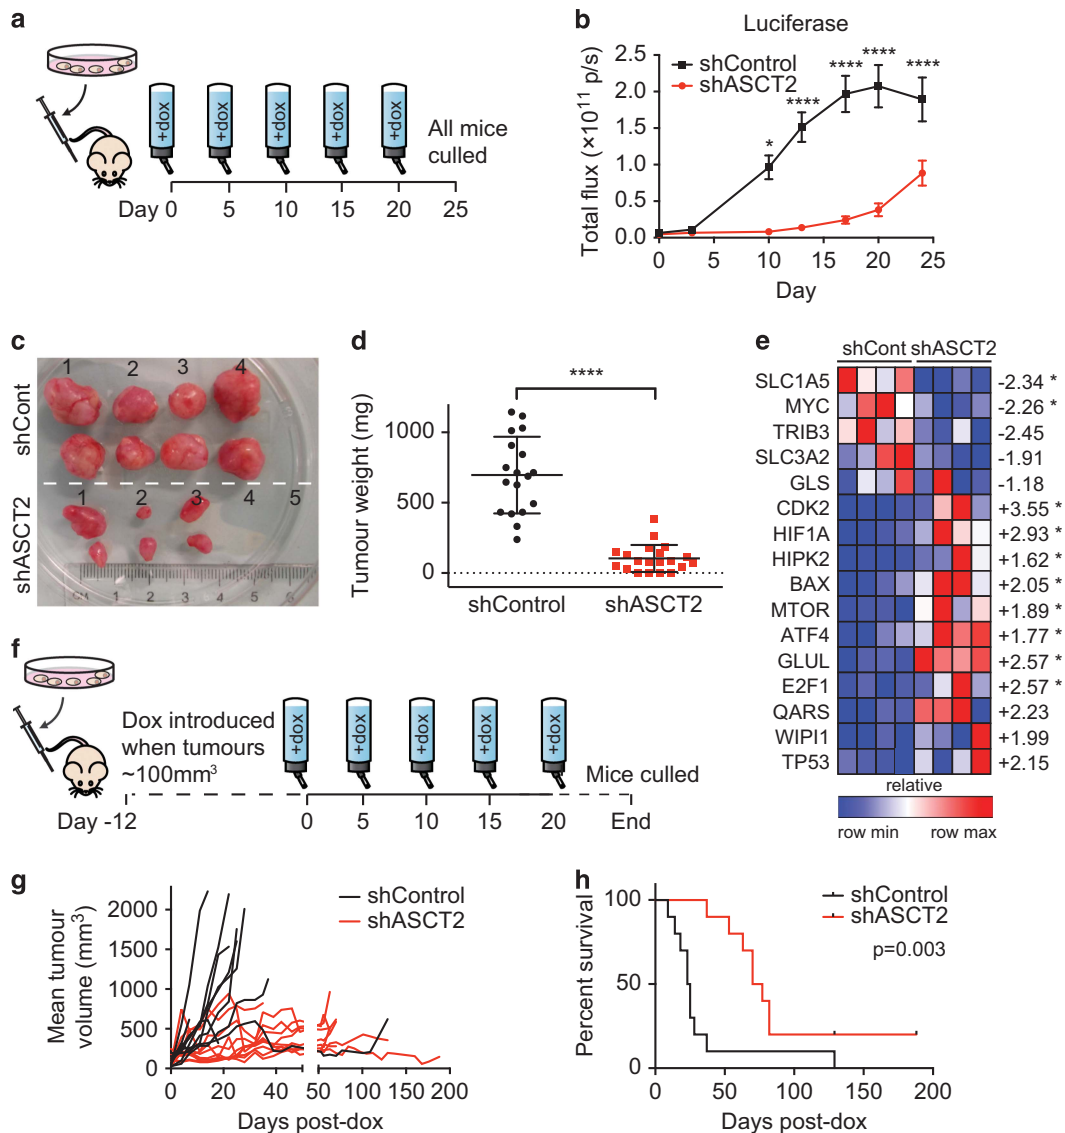 a
+dox +dox +dox +dox +dox
All mice
culled
Day 0 5 10 15 20 25
b
Luciferase
shControl
shASCT2
Total flux (×10¹¹ p/s)
2.5
2.0
1.5
1.0
0.5
0.0
* **** **** **** ****
0 5 10 15 20 25
Day
c
shCont
1 2 3 4
shASCT2
1 2 3 4 5
CM 1 2 3 4 5 6
d
Tumour weight (mg)
****
1000
500
0
shControl shASCT2
e
shCont shASCT2
SLC1A5 -2.34 *
MYC -2.26 *
TRIB3 -2.45
SLC3A2 -1.91
GLS -1.18
CDK2 +3.55 *
HIF1A +2.93 *
HIPK2 +1.62 *
BAX +2.05 *
MTOR +1.89 *
ATF4 +1.77 *
GLUL +2.57 *
E2F1 +2.57 *
QARS +2.23
WIPI1 +1.99
TP53 +2.15
relative
row min row max
f
Dox introduced
when tumours
~100mm³
+dox +dox +dox +dox +dox
Mice culled
Day -12 0 5 10 15 20 End
g
shControl
shASCT2
Mean tumour
volume (mm³)
2000
1500
1000
500
0
0 20 40 50 100 150 200
Days post-dox
h
shControl
shASCT2
p=0.003
Percent survival
100
50
0
0 50 100 150 200
Days post-dox